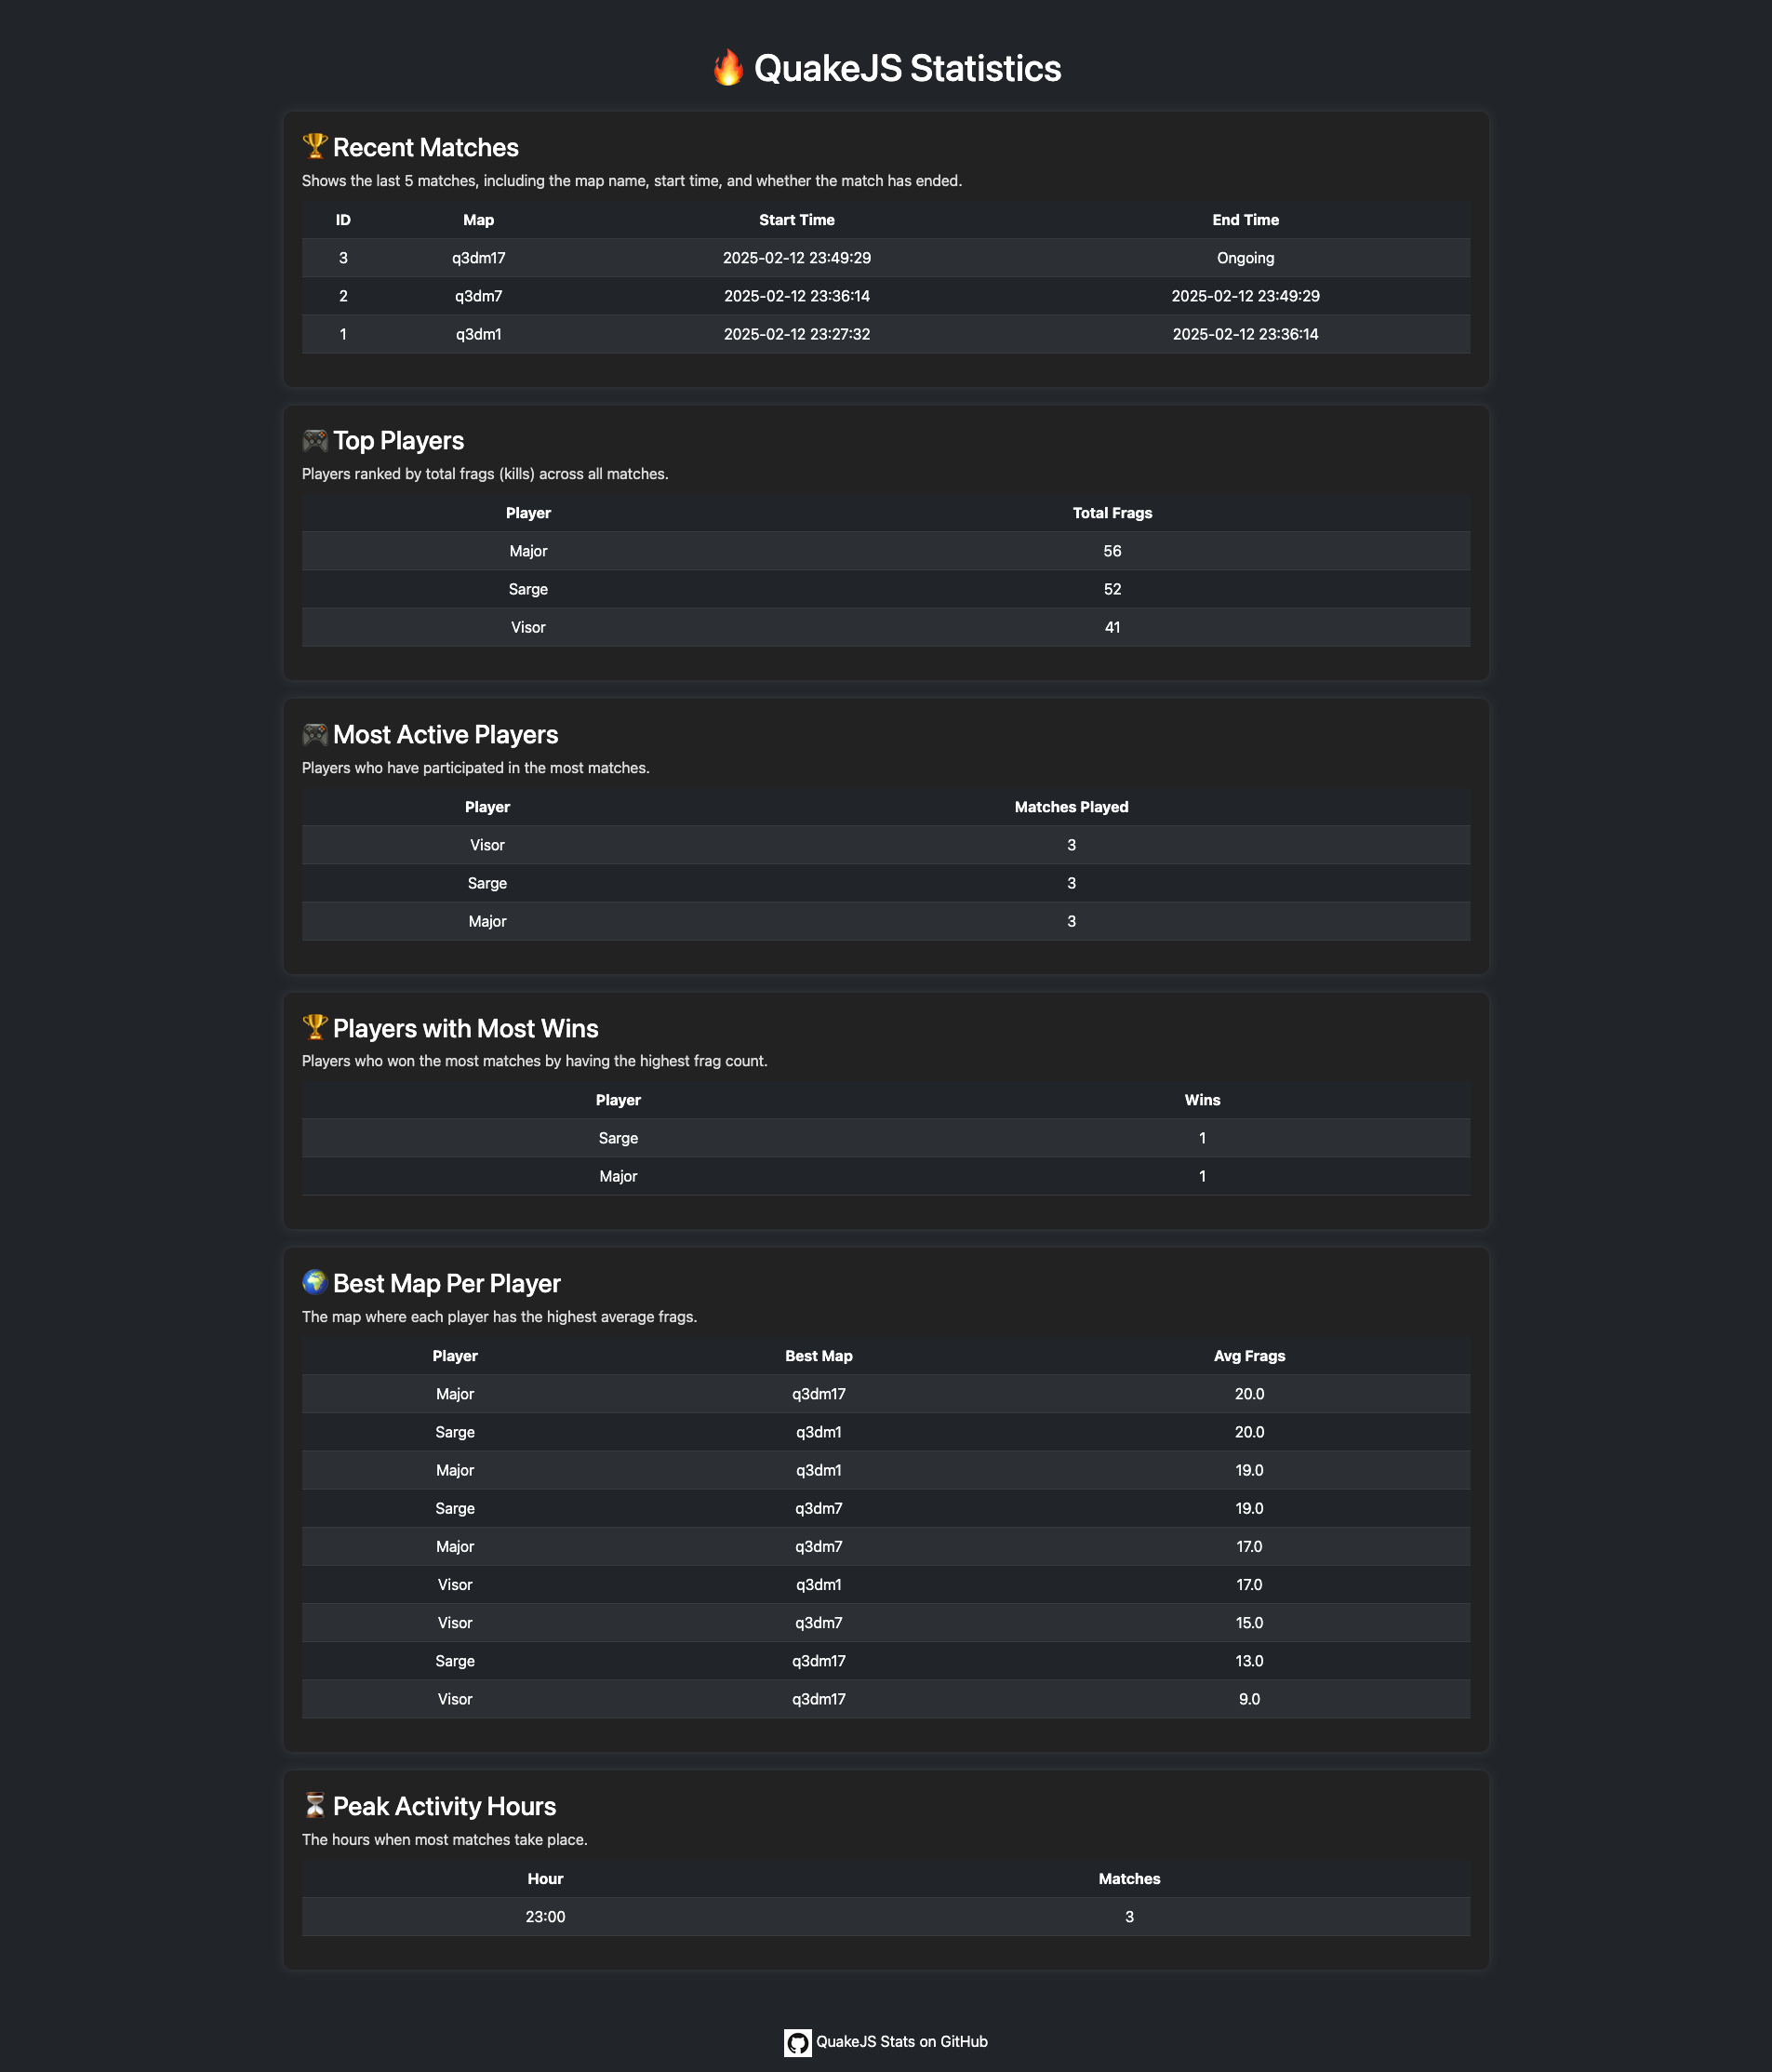 🔥 QuakeJS Statistics
🏆 Recent Matches
Shows the last 5 matches, including the map name, start time, and whether the match has ended.
ID Map Start Time End Time
3 q3dm17 2025-02-12 23:49:29 Ongoing
2 q3dm7 2025-02-12 23:36:14 2025-02-12 23:49:29
1 q3dm1 2025-02-12 23:27:32 2025-02-12 23:36:14
🎮 Top Players
Players ranked by total frags (kills) across all matches.
Player Total Frags
Major 56
Sarge 52
Visor 41
🎮 Most Active Players
Players who have participated in the most matches.
Player Matches Played
Visor 3
Sarge 3
Major 3
🏆 Players with Most Wins
Players who won the most matches by having the highest frag count.
Player Wins
Sarge 1
Major 1
🌍 Best Map Per Player
The map where each player has the highest average frags.
Player Best Map Avg Frags
Major q3dm17 20.0
Sarge q3dm1 20.0
Major q3dm1 19.0
Sarge q3dm7 19.0
Major q3dm7 17.0
Visor q3dm1 17.0
Visor q3dm7 15.0
Sarge q3dm17 13.0
Visor q3dm17 9.0
⏳ Peak Activity Hours
The hours when most matches take place.
Hour Matches
23:00 3
QuakeJS Stats on GitHub